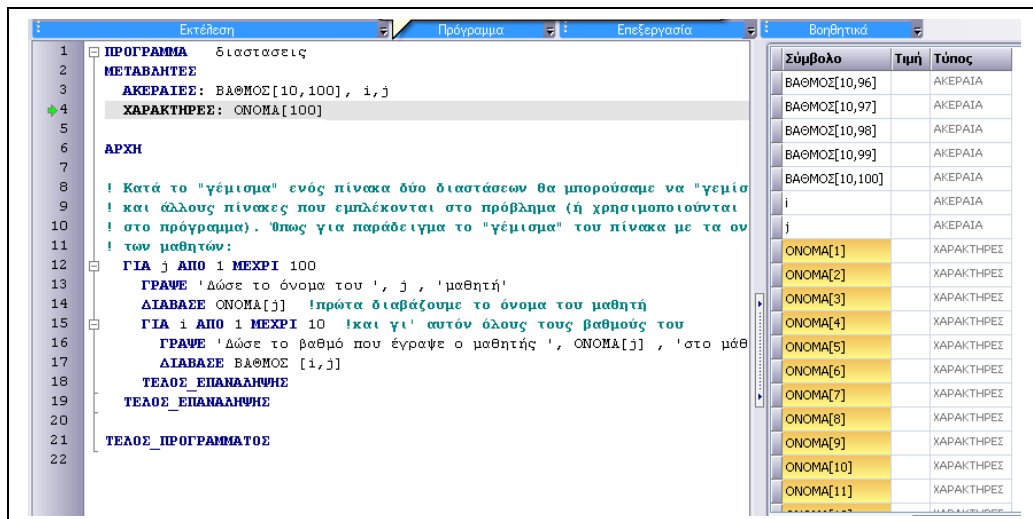 Εκτέλεση Πρόγραμμα Επεξεργασία Βοηθητικά
1 ΠΡΟΓΡΑΜΜΑ διαστασεις
2 ΜΕΤΑΒΛΗΤΕΣ
3 ΑΚΕΡΑΙΕΣ: ΒΑΘΜΟΣ[10,100], i,j
4 ΧΑΡΑΚΤΗΡΕΣ: ΟΝΟΜΑ[100]
5
6 ΑΡΧΗ
7
8 ! Κατά το "γέμισμα" ενός πίνακα δύο διαστάσεων θα μπορούσαμε να "γεμίσ
9 ! και άλλους πίνακες που εμπλέκονται στο πρόβλημα (ή χρησιμοποιούνται
10 ! στο πρόγραμμα). Όπως για παράδειγμα το "γέμισμα" του πίνακα με τα ον
11 ! των μαθητών:
12 ΓΙΑ j ΑΠΟ 1 ΜΕΧΡΙ 100
13 ΓΡΑΨΕ 'Δώσε το όνομα του ', j , 'μαθητή'
14 ΔΙΑΒΑΣΕ ΟΝΟΜΑ[j] !πρώτα διαβάζουμε το όνομα του μαθητή
15 ΓΙΑ i ΑΠΟ 1 ΜΕΧΡΙ 10 !και γι' αυτόν όλους τους βαθμούς του
16 ΓΡΑΨΕ 'Δώσε το βαθμό που έγραψε ο μαθητής ', ΟΝΟΜΑ[j] , 'στο μάθ
17 ΔΙΑΒΑΣΕ ΒΑΘΜΟΣ [i,j]
18 ΤΕΛΟΣ_ΕΠΑΝΑΛΗΨΗΣ
19 ΤΕΛΟΣ_ΕΠΑΝΑΛΗΨΗΣ
20
21 ΤΕΛΟΣ_ΠΡΟΓΡΑΜΜΑΤΟΣ
22
Σύμβολο Τιμή Τύπος
ΒΑΘΜΟΣ[10,96] ΑΚΕΡΑΙΑ
ΒΑΘΜΟΣ[10,97] ΑΚΕΡΑΙΑ
ΒΑΘΜΟΣ[10,98] ΑΚΕΡΑΙΑ
ΒΑΘΜΟΣ[10,99] ΑΚΕΡΑΙΑ
ΒΑΘΜΟΣ[10,100] ΑΚΕΡΑΙΑ
i ΑΚΕΡΑΙΑ
j ΑΚΕΡΑΙΑ
ΟΝΟΜΑ[1] ΧΑΡΑΚΤΗΡΕΣ
ΟΝΟΜΑ[2] ΧΑΡΑΚΤΗΡΕΣ
ΟΝΟΜΑ[3] ΧΑΡΑΚΤΗΡΕΣ
ΟΝΟΜΑ[4] ΧΑΡΑΚΤΗΡΕΣ
ΟΝΟΜΑ[5] ΧΑΡΑΚΤΗΡΕΣ
ΟΝΟΜΑ[6] ΧΑΡΑΚΤΗΡΕΣ
ΟΝΟΜΑ[7] ΧΑΡΑΚΤΗΡΕΣ
ΟΝΟΜΑ[8] ΧΑΡΑΚΤΗΡΕΣ
ΟΝΟΜΑ[9] ΧΑΡΑΚΤΗΡΕΣ
ΟΝΟΜΑ[10] ΧΑΡΑΚΤΗΡΕΣ
ΟΝΟΜΑ[11] ΧΑΡΑΚΤΗΡΕΣ